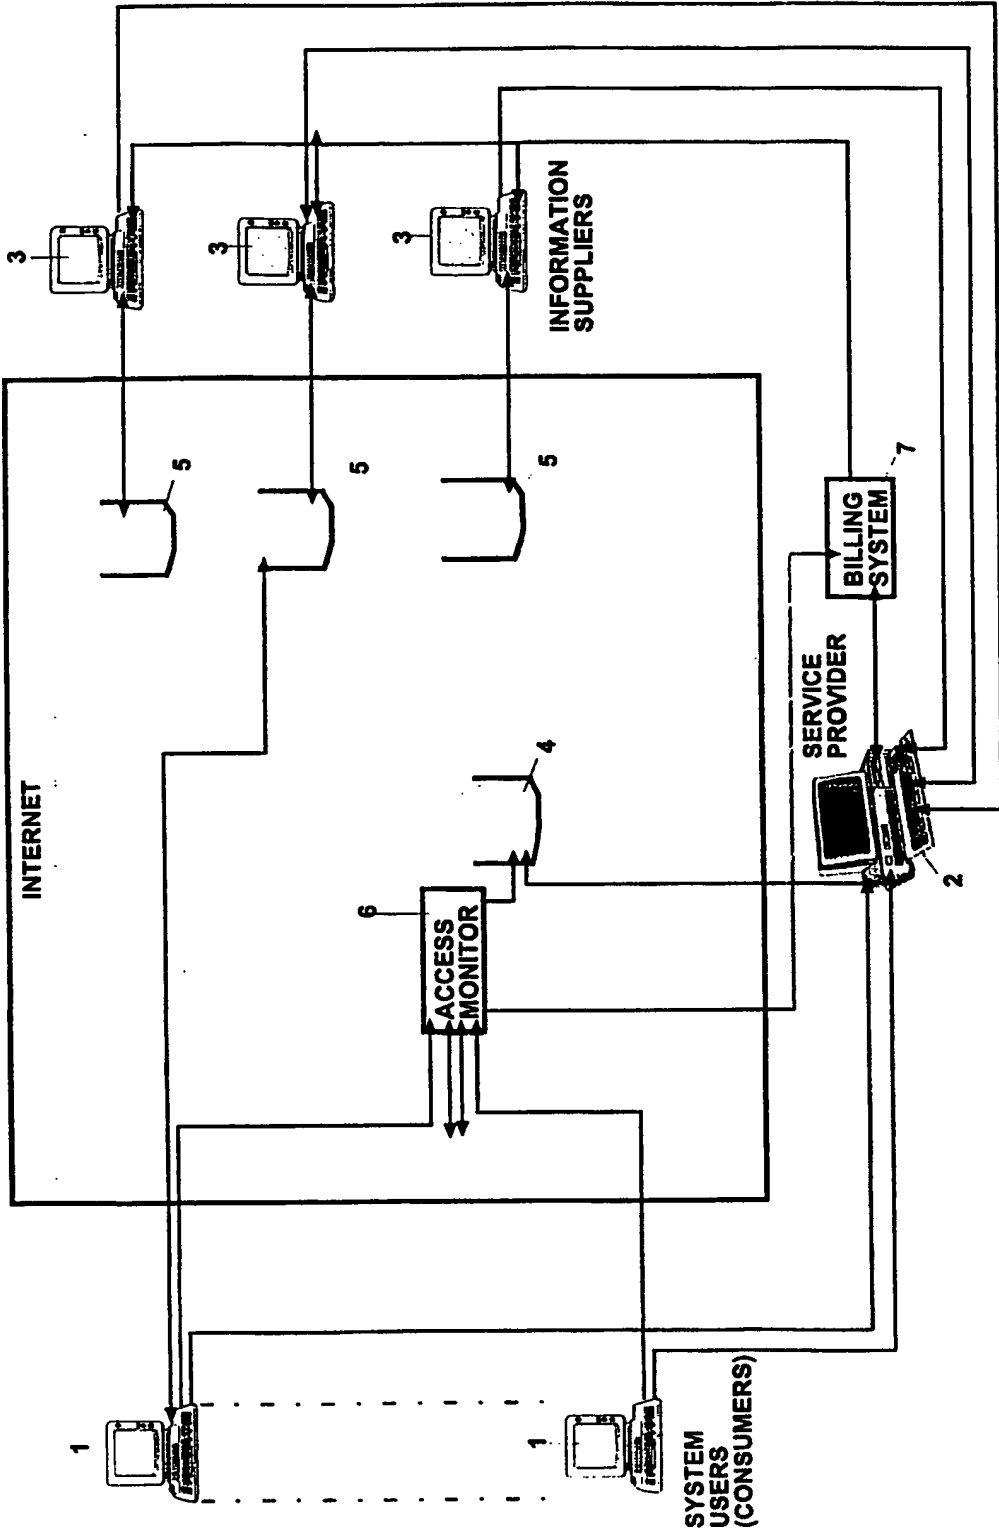 INTERNET
3
3
3
INFORMATION
SUPPLIERS
5
5
5
4
6
ACCESS
MONITOR
BILLING
SYSTEM
7
SERVICE
PROVIDER
2
1
1
SYSTEM
USERS
(CONSUMERS)